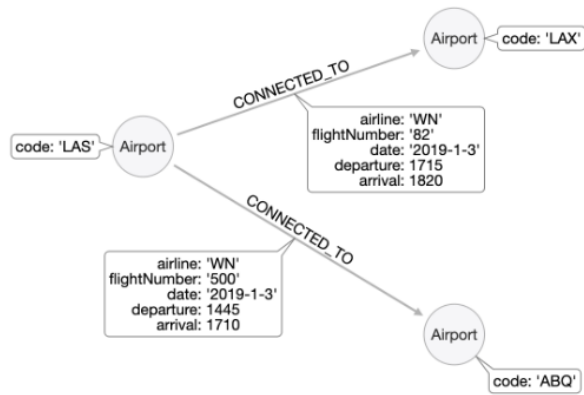 Airport
code: 'LAX'
CONNECTED_TO
airline: 'WN'
flightNumber: '82'
date: '2019-1-3'
departure: 1715
arrival: 1820
code: 'LAS'
Airport
CONNECTED_TO
airline: 'WN'
flightNumber: '500'
date: '2019-1-3'
departure: 1445
arrival: 1710
Airport
code: 'ABQ'